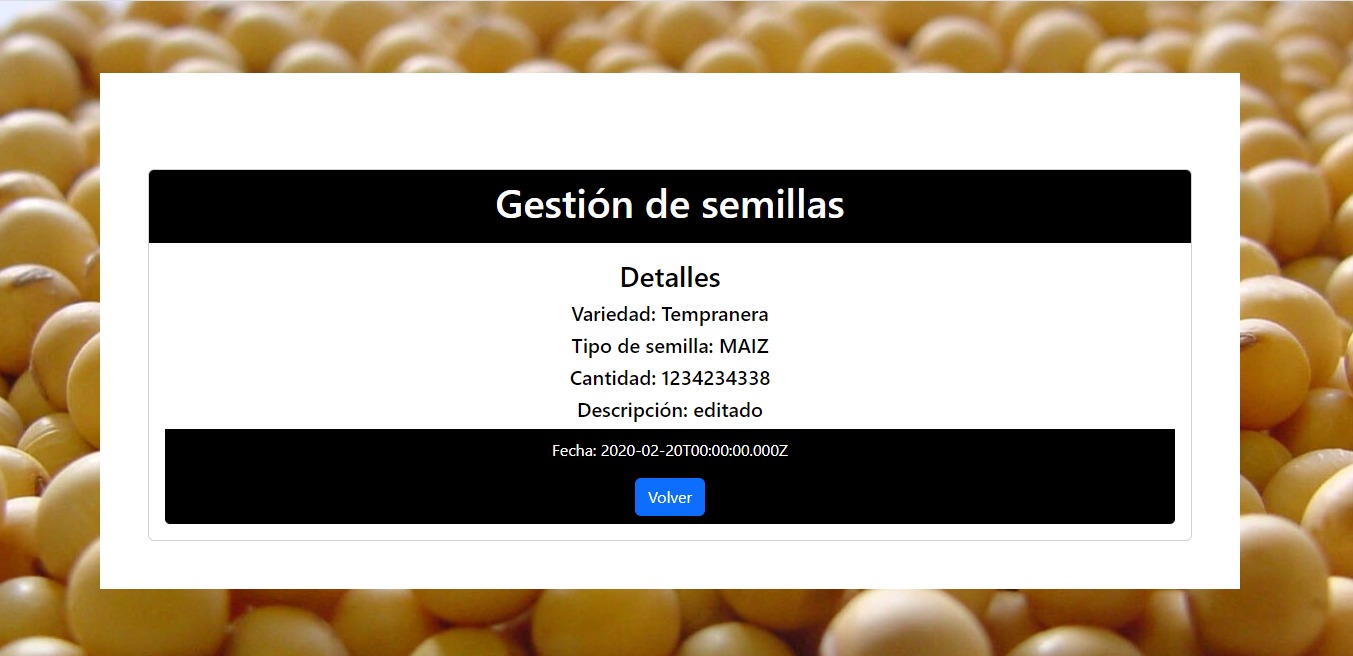 Gestión de semillas
Detalles
Variedad: Tempranera
Tipo de semilla: MAIZ
Cantidad: 1234234338
Descripción: editado
Fecha: 2020-02-20T00:00:00.000Z
Volver